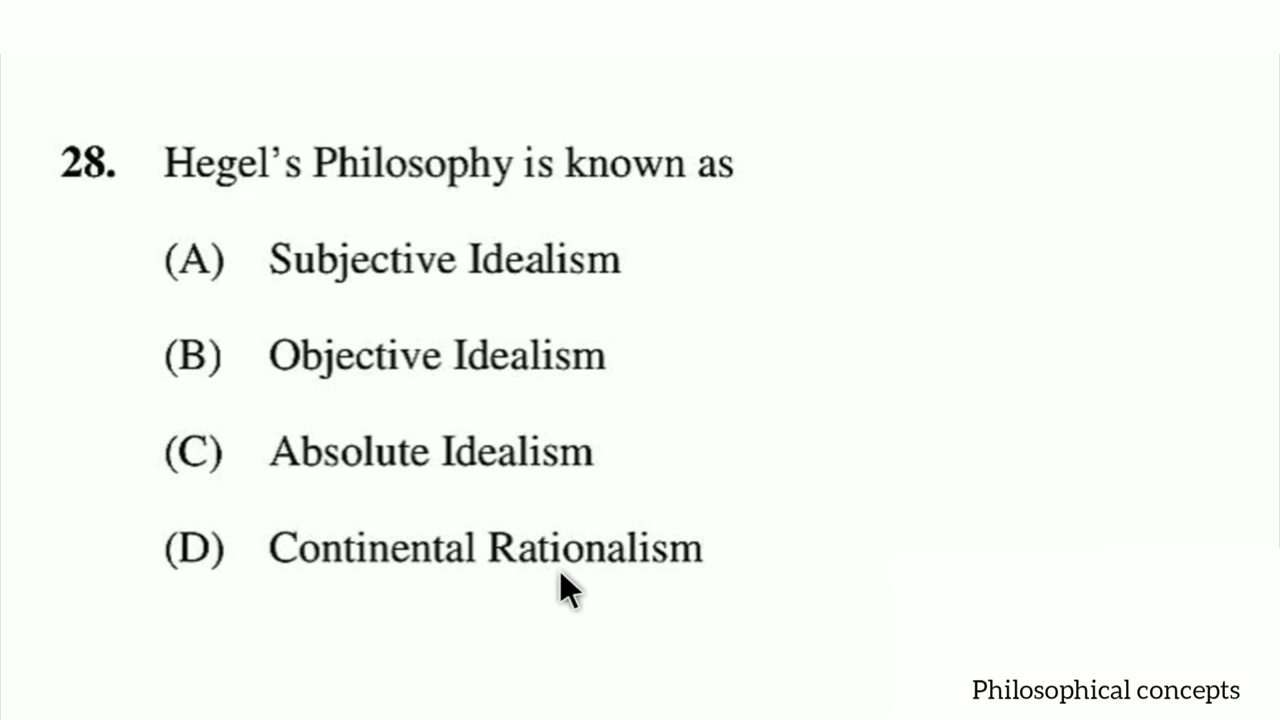 28. Hegel’s Philosophy is known as
(A) Subjective Idealism
(B) Objective Idealism
(C) Absolute Idealism
(D) Continental Rationalism
Philosophical concepts